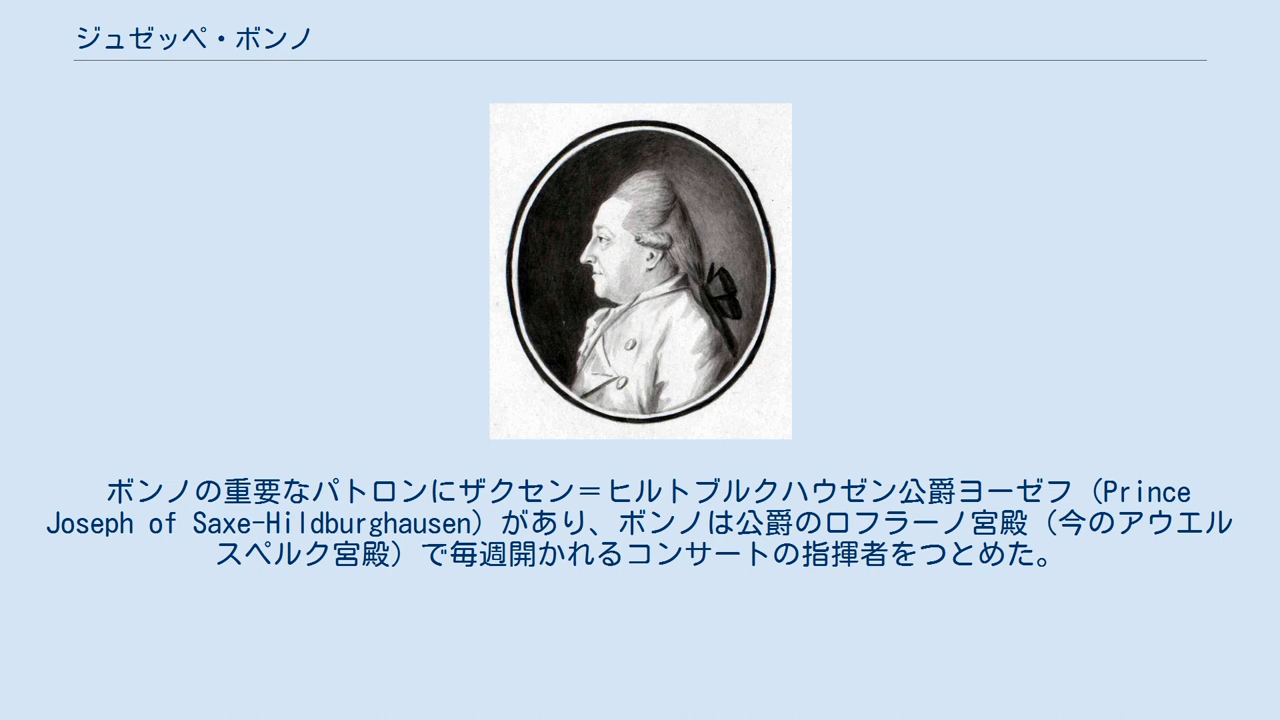 ジュゼッペ・ボンノ
ボンノの重要なパトロンにザクセン＝ヒルトブルクハウゼン公爵ヨーゼフ（Prince
Joseph of Saxe-Hildburghausen）があり、ボンノは公爵のロフラーノ宮殿（今のアウエル
スペルク宮殿）で毎週開かれるコンサートの指揮者をつとめた。